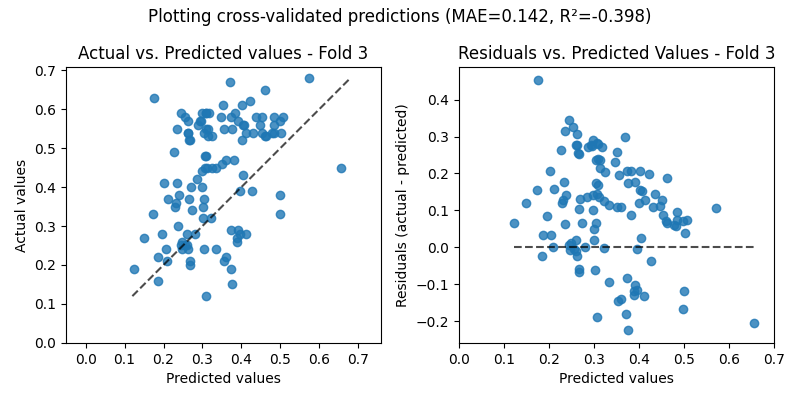 Plotting cross-validated predictions (MAE=0.142, R²=-0.398)
Actual vs. Predicted values - Fold 3
Actual values
0.7
0.6
0.5
0.4
0.3
0.2
0.1
0.0
0.0 0.1 0.2 0.3 0.4 0.5 0.6 0.7
Predicted values
Residuals vs. Predicted Values - Fold 3
Residuals (actual - predicted)
0.4
0.3
0.2
0.1
0.0
−0.1
−0.2
0.0 0.1 0.2 0.3 0.4 0.5 0.6 0.7
Predicted values